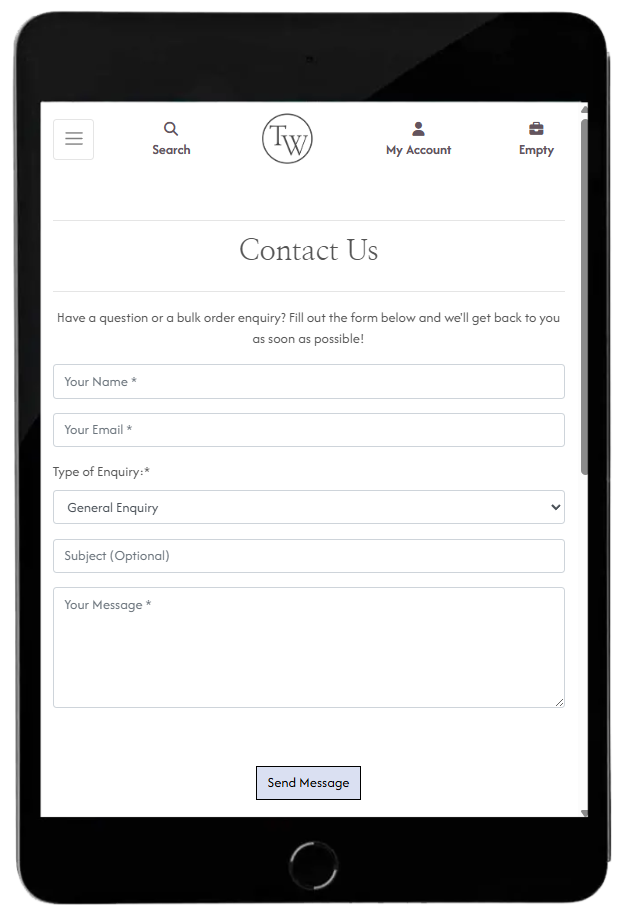 Search
TW
My Account
Empty
Contact Us
Have a question or a bulk order enquiry? Fill out the form below and we'll get back to you
as soon as possible!
Your Name *
Your Email *
Type of Enquiry:*
General Enquiry
Subject (Optional)
Your Message *
Send Message